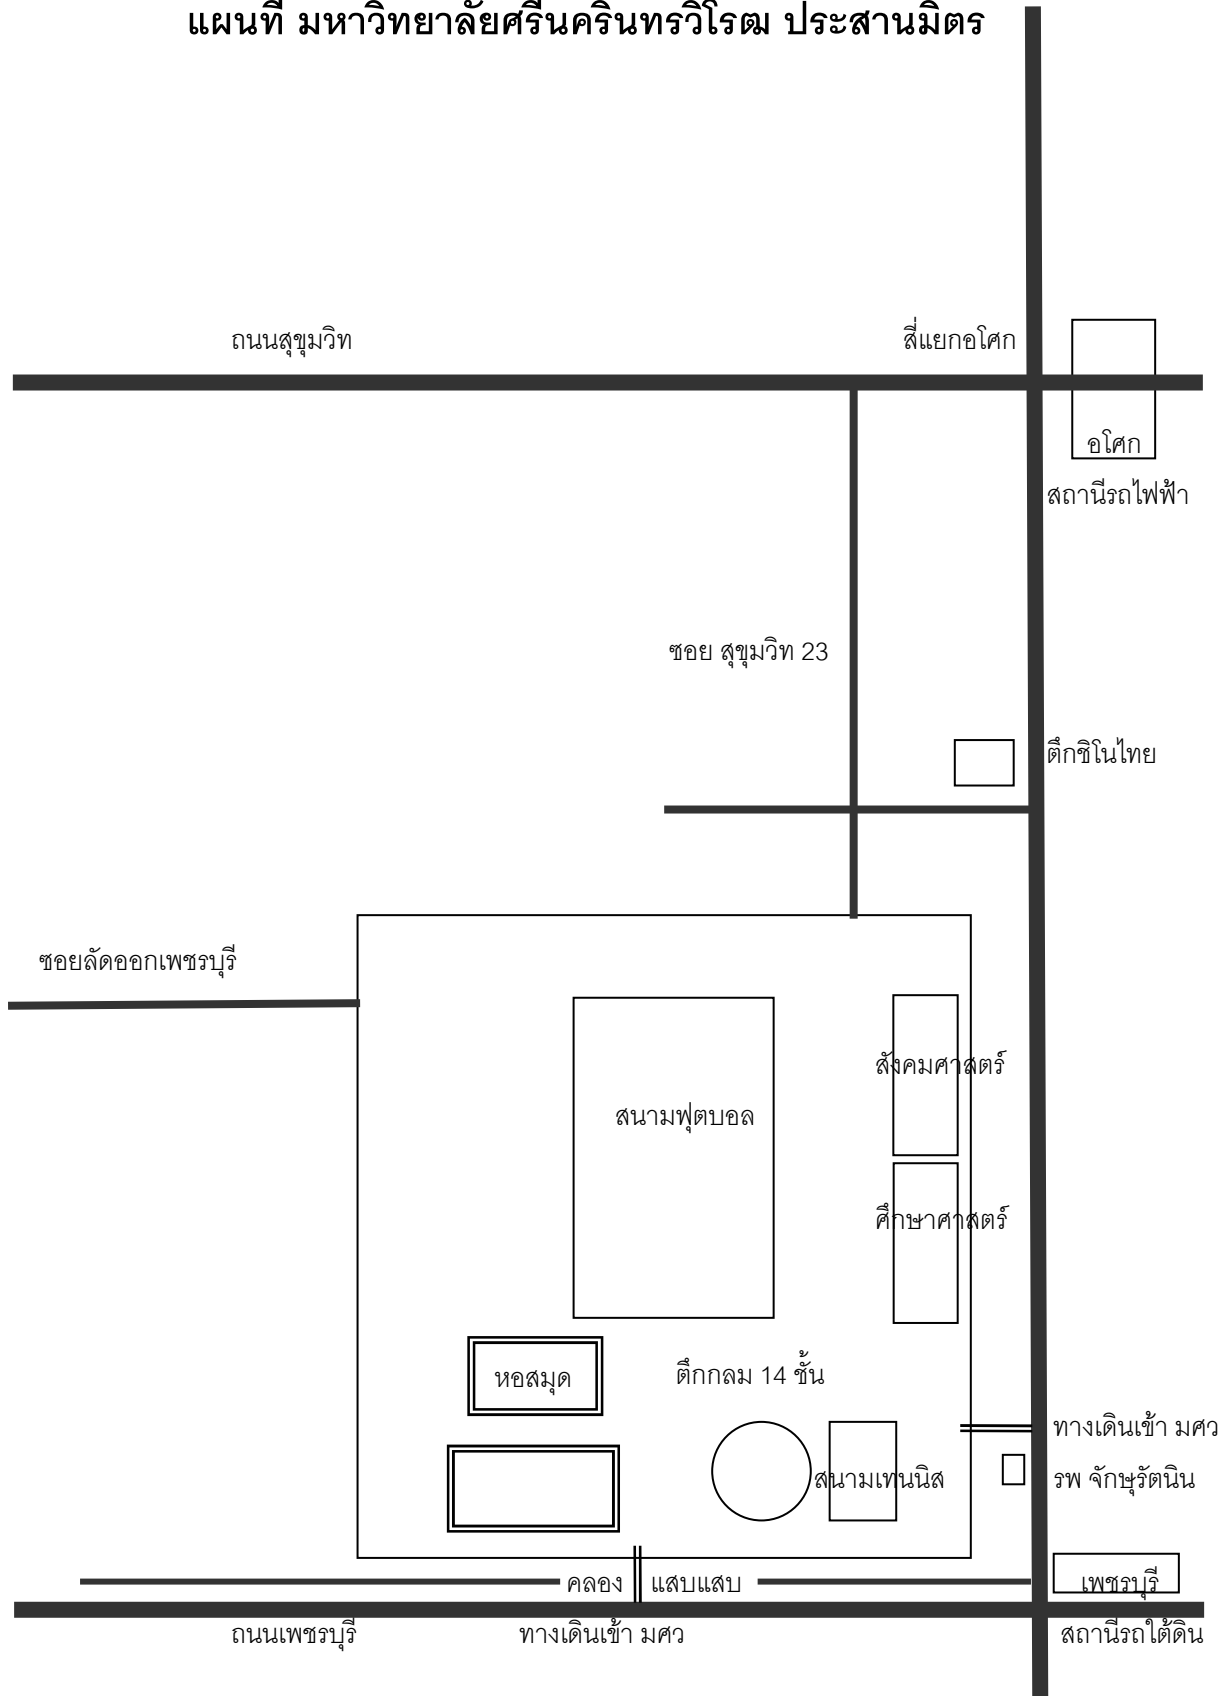 แผนที่ มหาวิทยาลัยศรีนครินทรวิโรฒ ประสานมิตร
ถนนสุขุมวิท
สี่แยกอโศก
อโศก
สถานีรถไฟฟ้า
ซอย สุขุมวิท 23
ตึกชิโนไทย
ซอยลัดออกเพชรบุรี
สังคมศาสตร์
สนามฟุตบอล
ศึกษาศาสตร์
หอสมุด
ตึกกลม 14 ชั้น
ทางเดินเข้า มศว
สนามเทนนิส
รพ จักษุรัตนิน
คลอง แสบแสบ
เพชรบุรี
ถนนเพชรบุรี
ทางเดินเข้า มศว
สถานีรถใต้ดิน